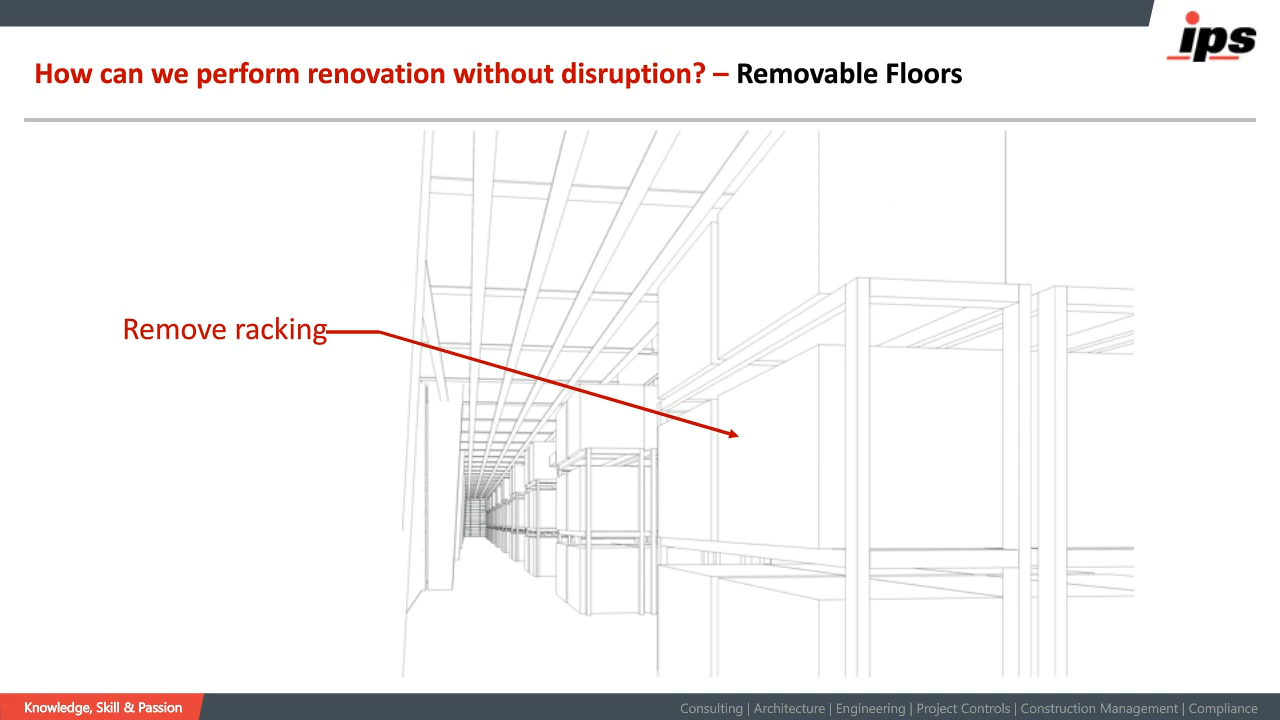 ips
How can we perform renovation without disruption? – Removable Floors
Remove racking
Knowledge, Skill & Passion
Consulting | Architecture | Engineering | Project Controls | Construction Management | Compliance